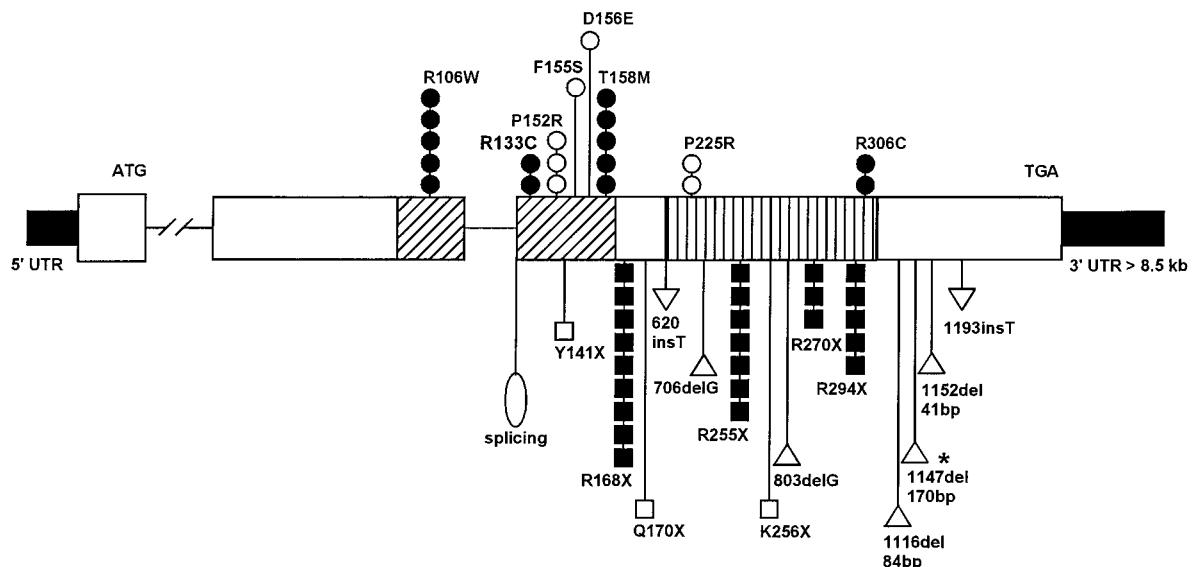 D156E
F155S
R106W
T158M
P152R
R133C
P225R
R306C
ATG
TGA
5' UTR
3' UTR > 8.5 kb
620
insT
1193insT
Y141X
R270X
706delG
R294X
1152del
41bp
splicing
R255X
*
R168X
803delG
1147del
170bp
Q170X
K256X
1116del
84bp